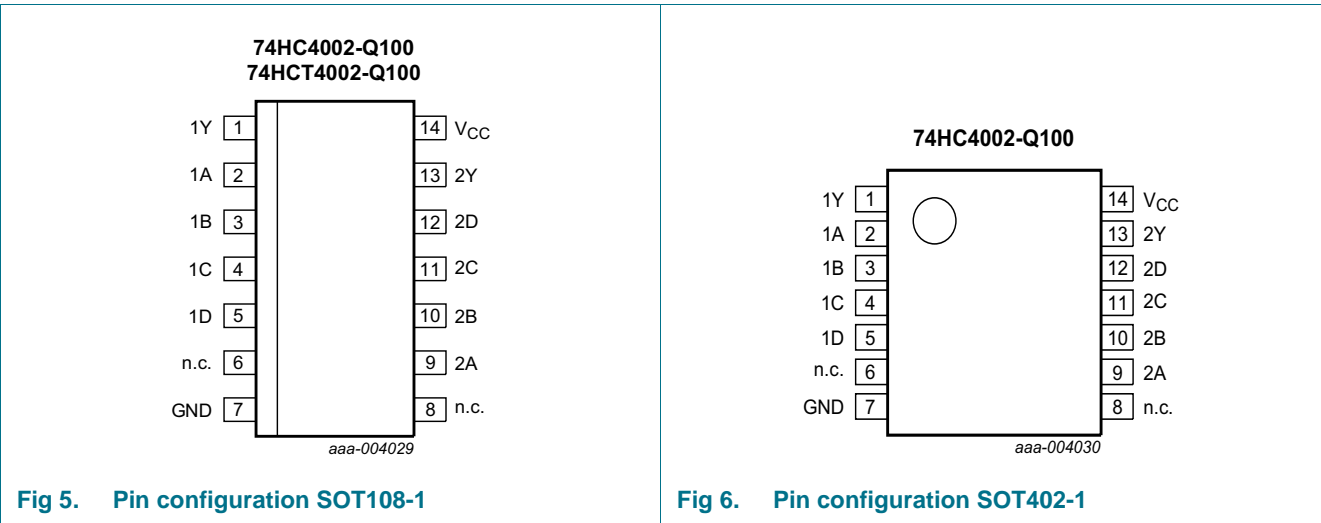 74HC4002-Q100
74HCT4002-Q100
1Y 1 14 VCC
1A 2 13 2Y
1B 3 12 2D
1C 4 11 2C
1D 5 10 2B
n.c. 6 9 2A
GND 7 8 n.c.
aaa-004029
Fig 5. Pin configuration SOT108-1
74HC4002-Q100
1Y 1 14 VCC
1A 2 13 2Y
1B 3 12 2D
1C 4 11 2C
1D 5 10 2B
n.c. 6 9 2A
GND 7 8 n.c.
aaa-004030
Fig 6. Pin configuration SOT402-1